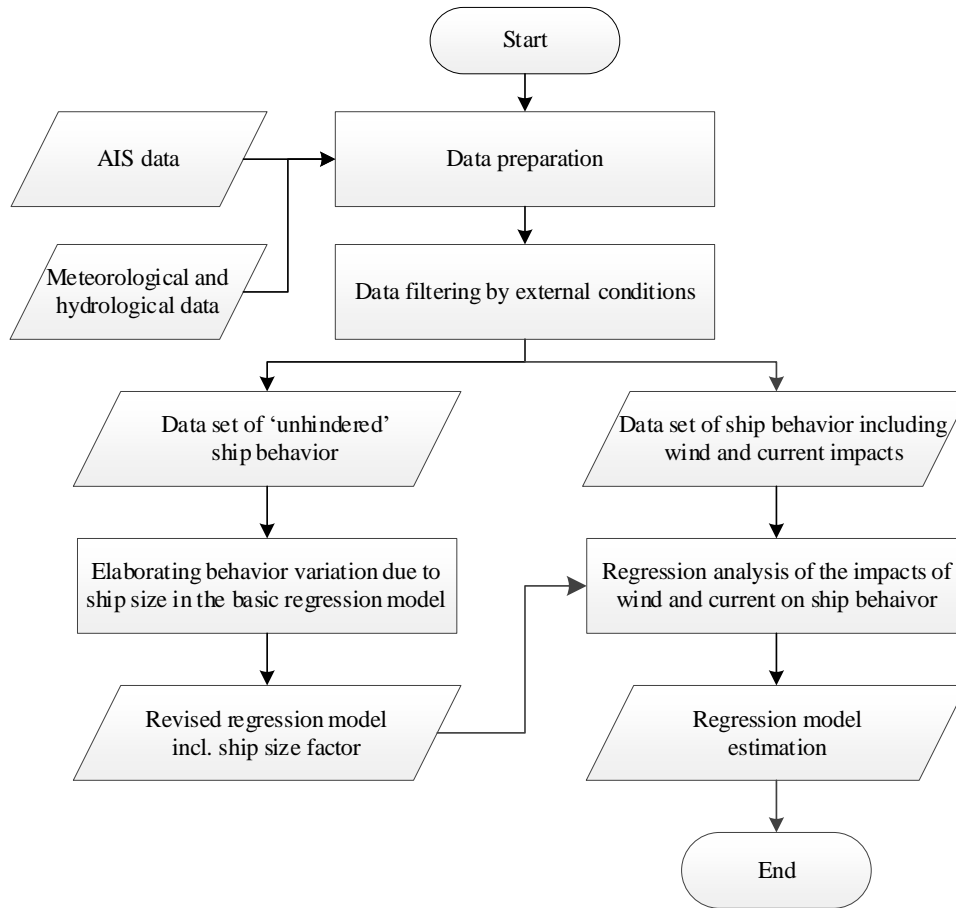 Start
AIS data
Data preparation
Meteorological and
hydrological data
Data filtering by external conditions
Data set of ‘unhindered’
ship behavior
Data set of ship behavior including
wind and current impacts
Elaborating behavior variation due to
ship size in the basic regression model
Regression analysis of the impacts of
wind and current on ship behaivor
Revised regression model
incl. ship size factor
Regression model
estimation
End